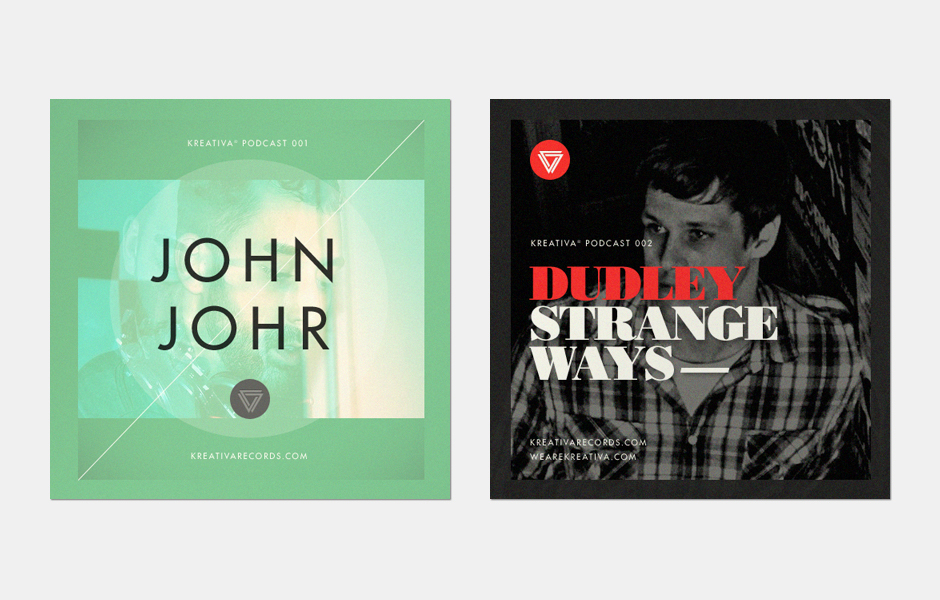 KREATIVA® PODCAST 001
JOHN
JOHR
KREATIVARECORDS.COM
KREATIVA® PODCAST 002
DUDLEY
STRANGE
WAYS—
KREATIVARECORDS.COM
WEAREKREATIVA.COM